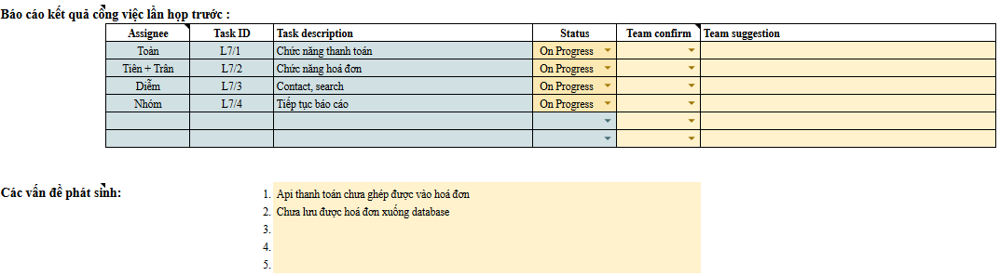 Báo cáo kết quả công việc lần họp trước :
Assignee Task ID Task description Status Team confirm Team suggestion
Toàn L7/1 Chức năng thanh toán On Progress
Tiên + Trân L7/2 Chức năng hoá đơn On Progress
Diễm L7/3 Contact, search On Progress
Nhóm L7/4 Tiếp tục báo cáo On Progress
Các vấn đề phát sinh:
1. Api thanh toán chưa ghép được vào hoá đơn
2. Chưa lưu được hoá đơn xuống database
3.
4.
5.